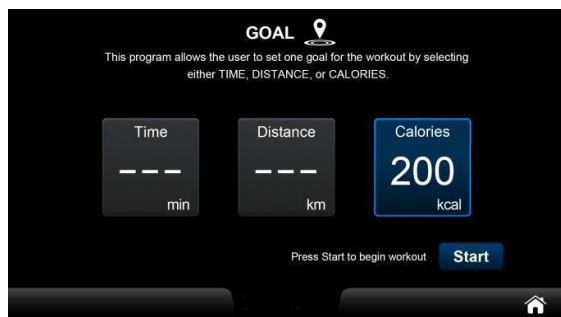 GOAL
This program allows the user to set one goal for the workout by selecting
either TIME, DISTANCE, or CALORIES.
Time
– – –
min
Distance
– – –
km
Calories
200
kcal
Press Start to begin workout
Start